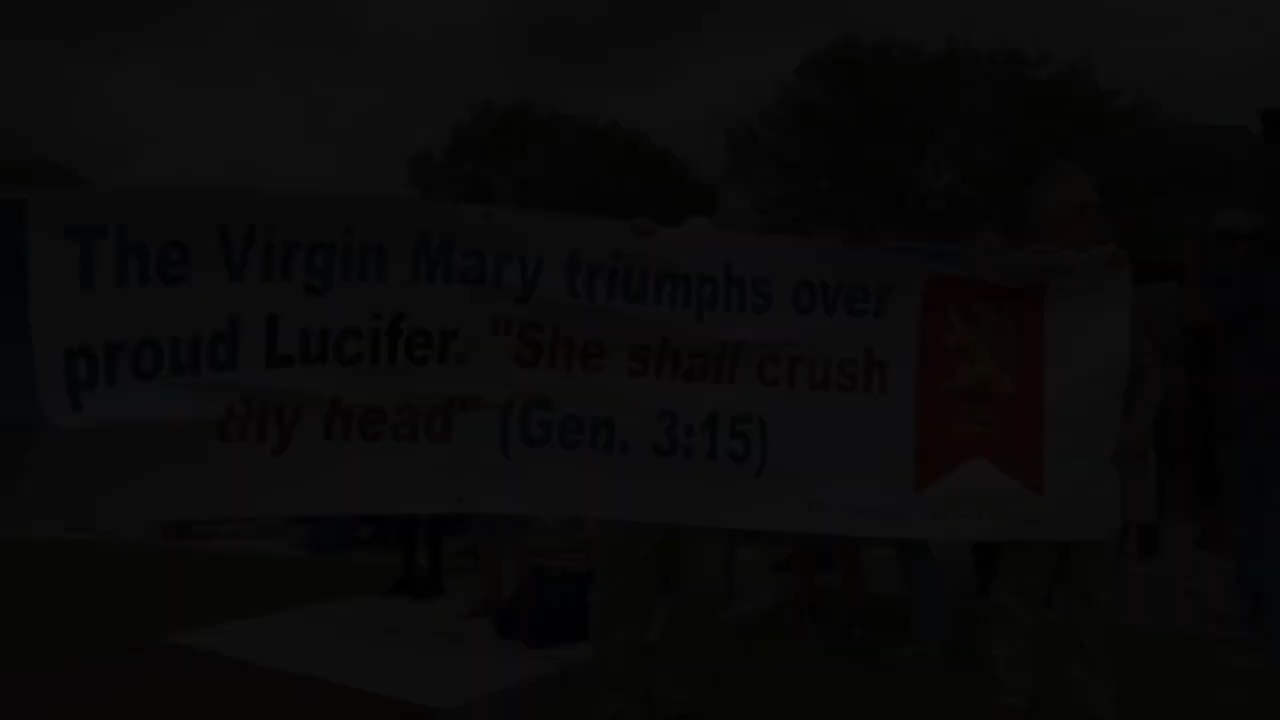 The Virgin Mary triumphs over
proud Lucifer. "She shall crush
thy head" (Gen. 3:15)